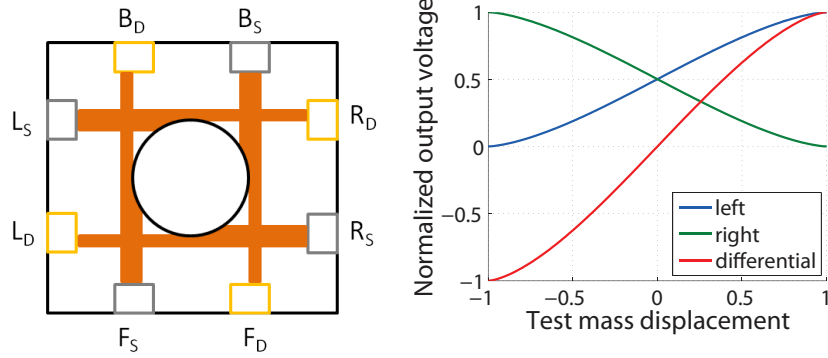 B_D B_S
L_S R_D
L_D R_S
F_S F_D
Normalized output voltage
1
0.5
0
−0.5
−1
−1 −0.5 0 0.5 1
Test mass displacement
left
right
differential